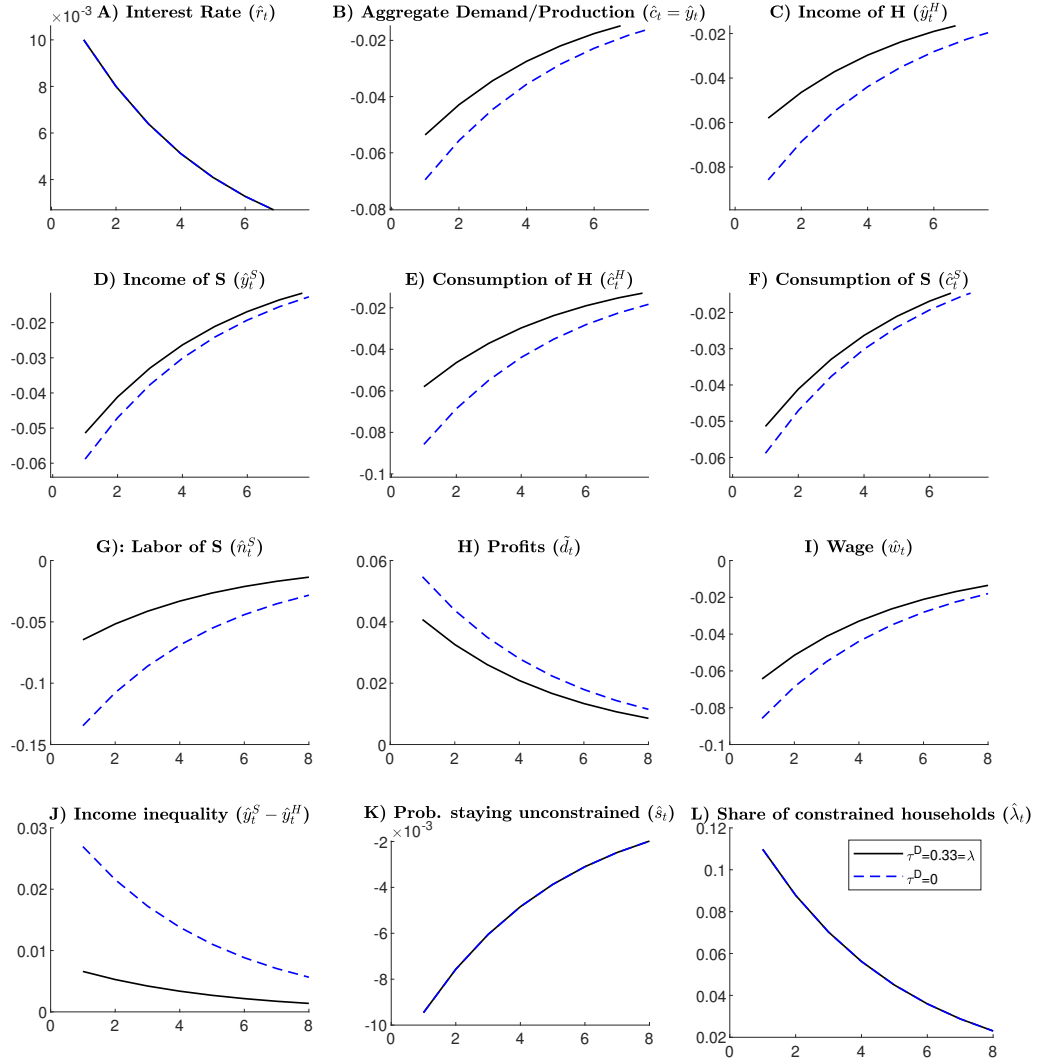 A) Interest Rate (r̂ₜ)
×10⁻³
10
8
6
4
0 2 4 6
B) Aggregate Demand/Production (ĉₜ = ŷₜ)
-0.02
-0.04
-0.06
-0.08
0 2 4 6
C) Income of H (ŷₜᴴ)
-0.02
-0.04
-0.06
-0.08
0 2 4 6
D) Income of S (ŷₜˢ)
-0.02
-0.03
-0.04
-0.05
-0.06
0 2 4 6
E) Consumption of H (ĉₜᴴ)
-0.02
-0.04
-0.06
-0.08
-0.1
0 2 4 6
F) Consumption of S (ĉₜˢ)
-0.02
-0.03
-0.04
-0.05
-0.06
0 2 4 6
G): Labor of S (n̂ₜˢ)
0
-0.05
-0.1
-0.15
0 2 4 6 8
H) Profits (d̃ₜ)
0.06
0.04
0.02
0
0 2 4 6 8
I) Wage (ŵₜ)
0
-0.02
-0.04
-0.06
-0.08
-0.1
0 2 4 6 8
J) Income inequality (ŷₜˢ − ŷₜᴴ)
0.03
0.02
0.01
0
0 2 4 6 8
K) Prob. staying unconstrained (ŝₜ)
×10⁻³
-2
-4
-6
-8
-10
0 2 4 6 8
L) Share of constrained households (λ̂ₜ)
0.12
0.1
0.08
0.06
0.04
0.02
0 2 4 6 8
τᴰ=0.33=λ
τᴰ=0